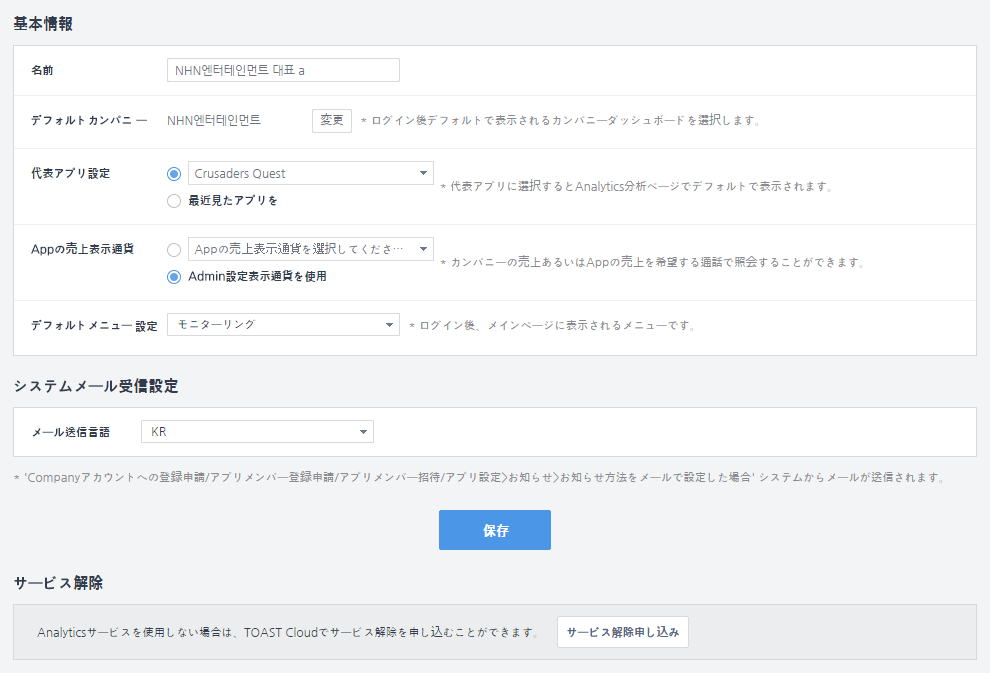 基本情報
名前 NHN엔터테인먼트 대표 a
デフォルトカンパニー NHN엔터테인먼트 変更 * ログイン後デフォルトで表示されるカンパニーダッシュボードを選択します。
代表アプリ設定 Crusaders Quest
* 代表アプリに選択するとAnalytics分析ページでデフォルトで表示されます。
最近見たアプリを
Appの売上表示通貨 Appの売上表示通貨を選択してくださ…
* カンパニーの売上あるいはAppの売上を希望する通話で照会することができます。
Admin設定表示通貨を使用
デフォルトメニュー設定 モニターリング * ログイン後、メインページに表示されるメニューです。
システムメール受信設定
メール送信言語 KR
* 'Companyアカウントへの登録申請/アプリメンバー登録申請/アプリメンバー招待/アプリ設定>お知らせ>お知らせ方法をメールで設定した場合' システムからメールが送信されます。
保存
サービス解除
Analyticsサービスを使用しない場合は、TOAST Cloudでサービス解除を申し込むことができます。 サービス解除申し込み